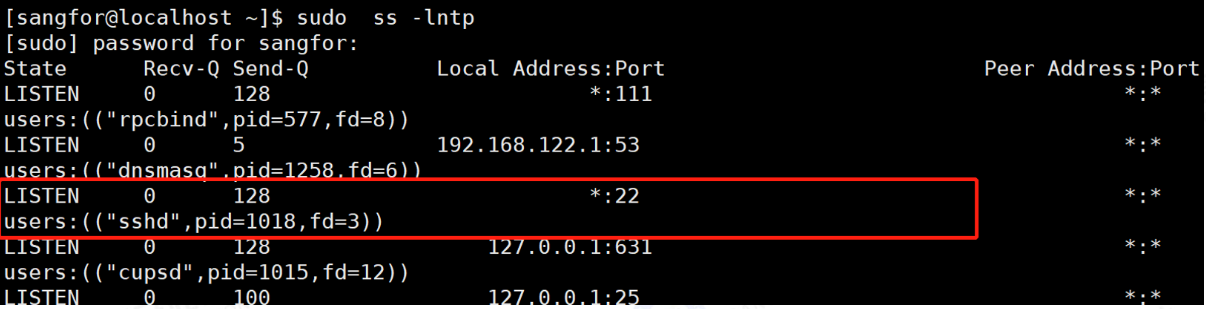 [sangfor@localhost ~]$ sudo  ss -lntp
[sudo] password for sangfor:
State      Recv-Q Send-Q          Local Address:Port                         Peer Address:Port
LISTEN     0      128                         *:111                                     *:*
users:(("rpcbind",pid=577,fd=8))
LISTEN     0      5               192.168.122.1:53                                      *:*
users:(("dnsmasq",pid=1258,fd=6))
LISTEN     0      128                         *:22                                      *:*
users:(("sshd",pid=1018,fd=3))
LISTEN     0      128                 127.0.0.1:631                                     *:*
users:(("cupsd",pid=1015,fd=12))
LISTEN     0      100                 127.0.0.1:25                                      *:*